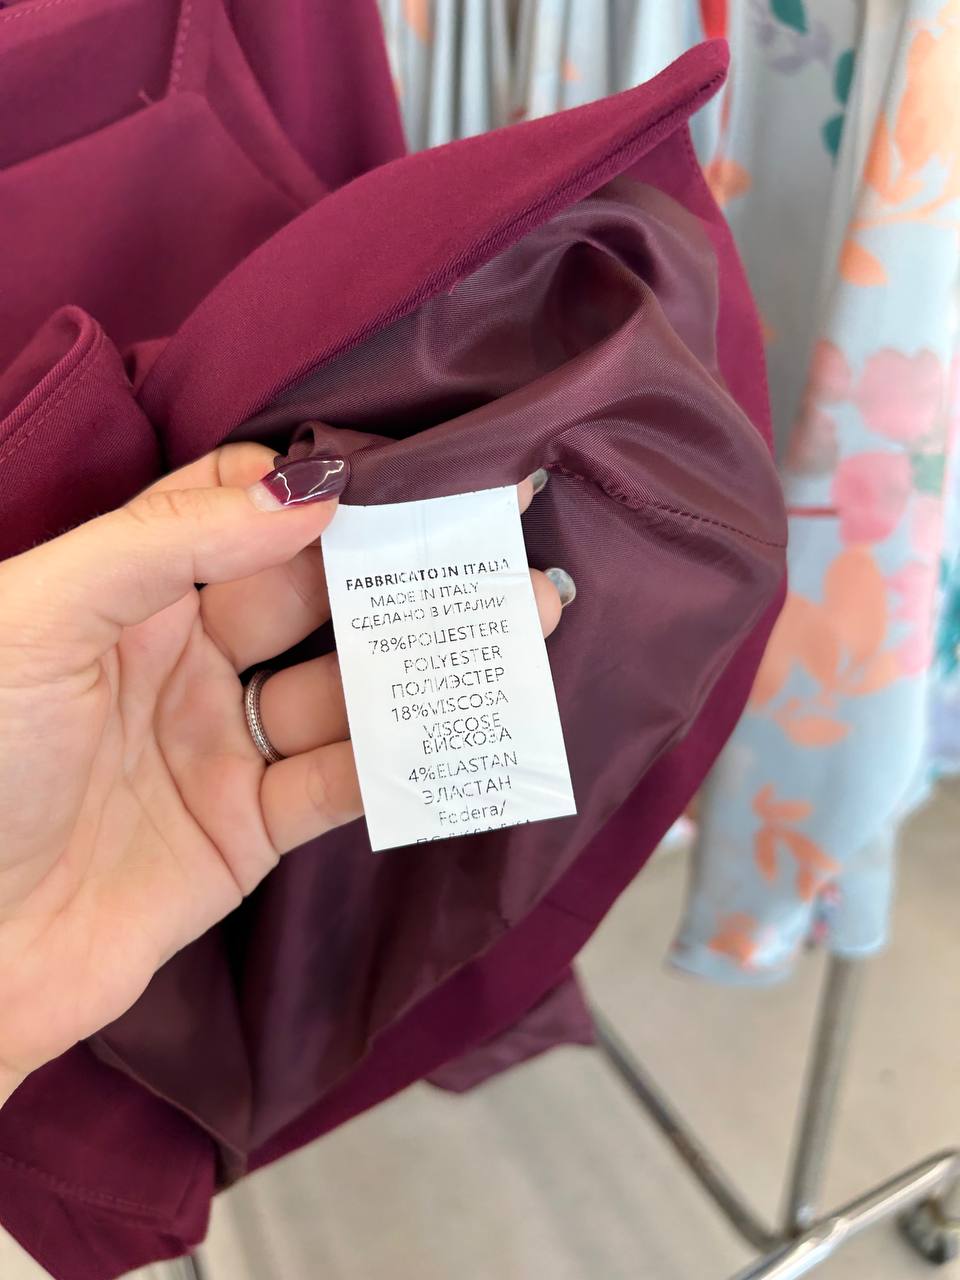 FABBRICATO IN ITALIA
MADE IN ITALY
СДЕЛАНО В ИТАЛИИ
78%POLIESTERE
POLYESTER
ПОЛИЭСТЕР
18%VISCOSA
VISCOSE
ВИСКОЗА
4%ELASTAN
ЭЛАСТАН
Fodera/